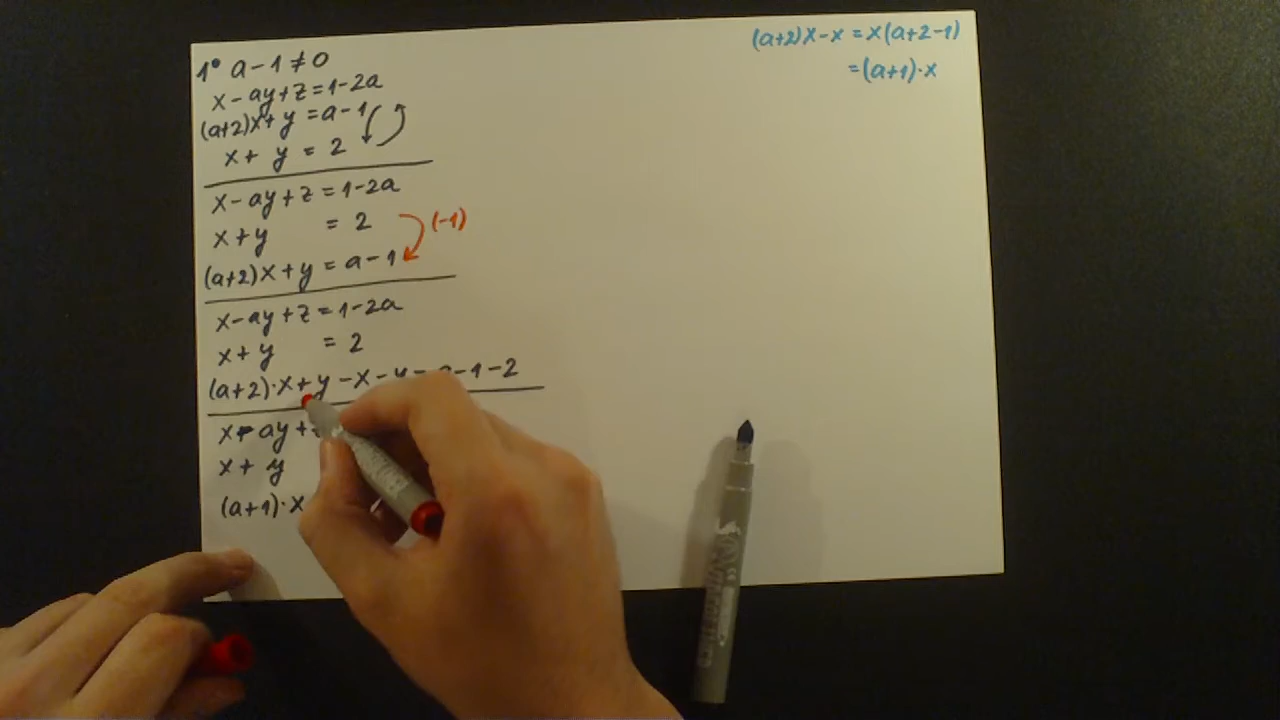 1° a-1≠0
x-ay+z=1-2a
(a+2)x+y=a-1
x+y=2
x-ay+z=1-2a
x+y =2
(a+2)x+y=a-1
(-1)
x-ay+z=1-2a
x+y =2
(a+2)·x+y-x-y=a-1-2
x-ay+
x+y
(a+1)·x
(a+2)x-x=x(a+2-1)
=(a+1)·x